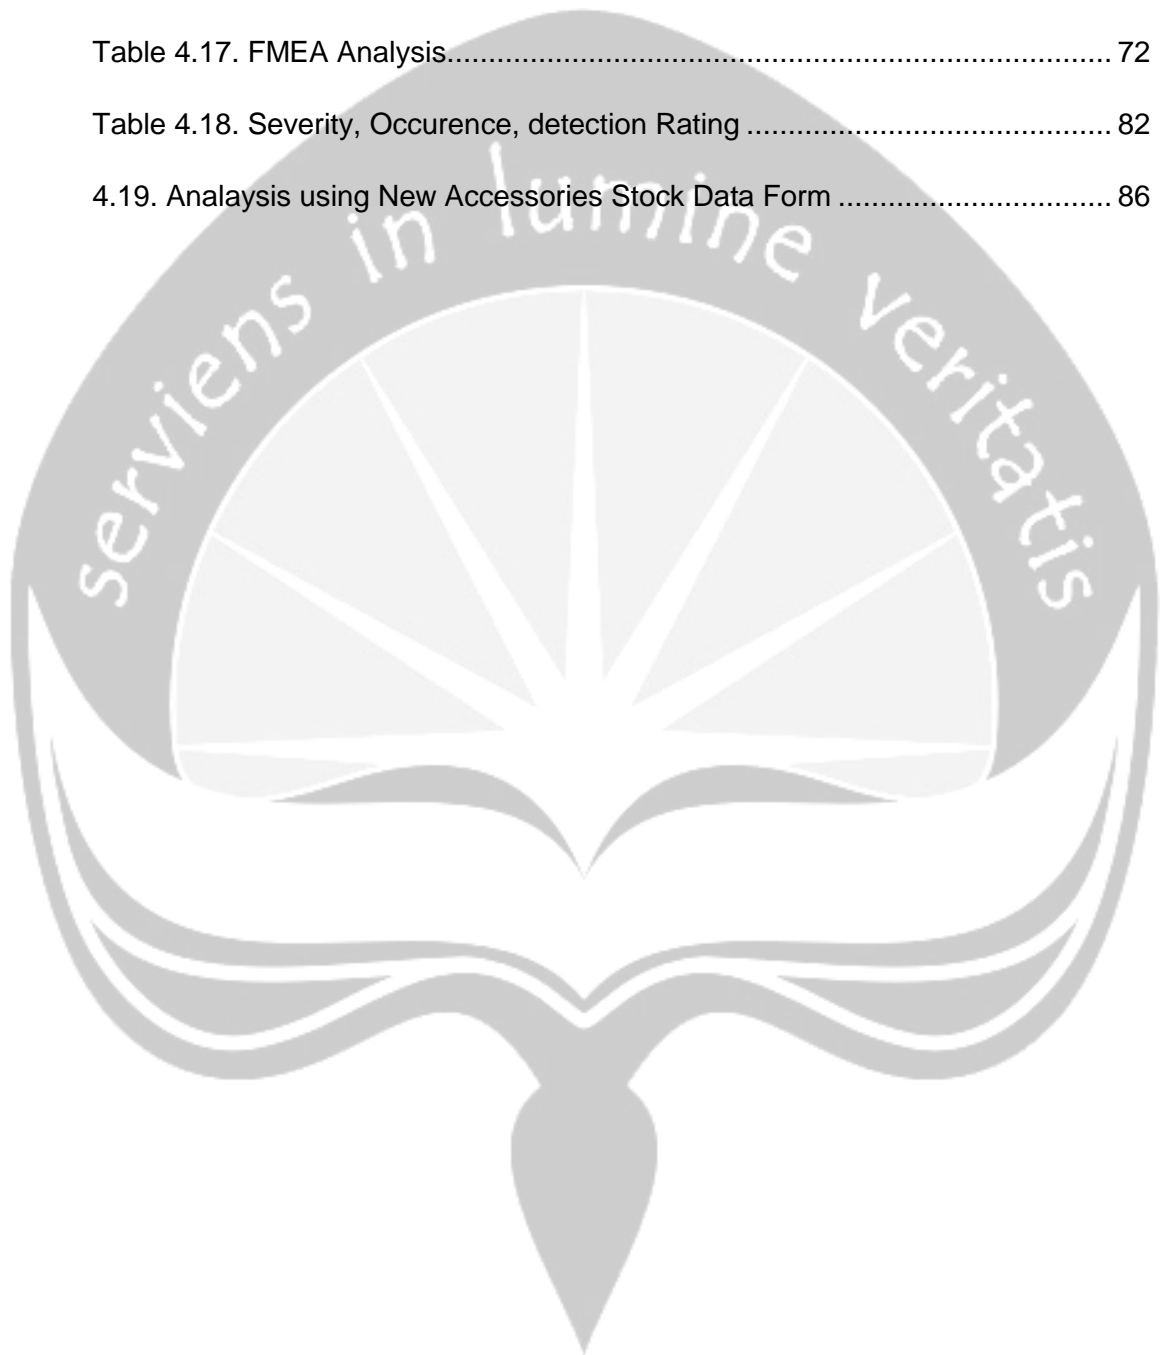 Table 4.17. FMEA Analysis................................................................................ 72
Table 4.18. Severity, Occurence, detection Rating ............................................ 82
4.19. Analaysis using New Accessories Stock Data Form ................................. 86
serviens in lumine veritatis